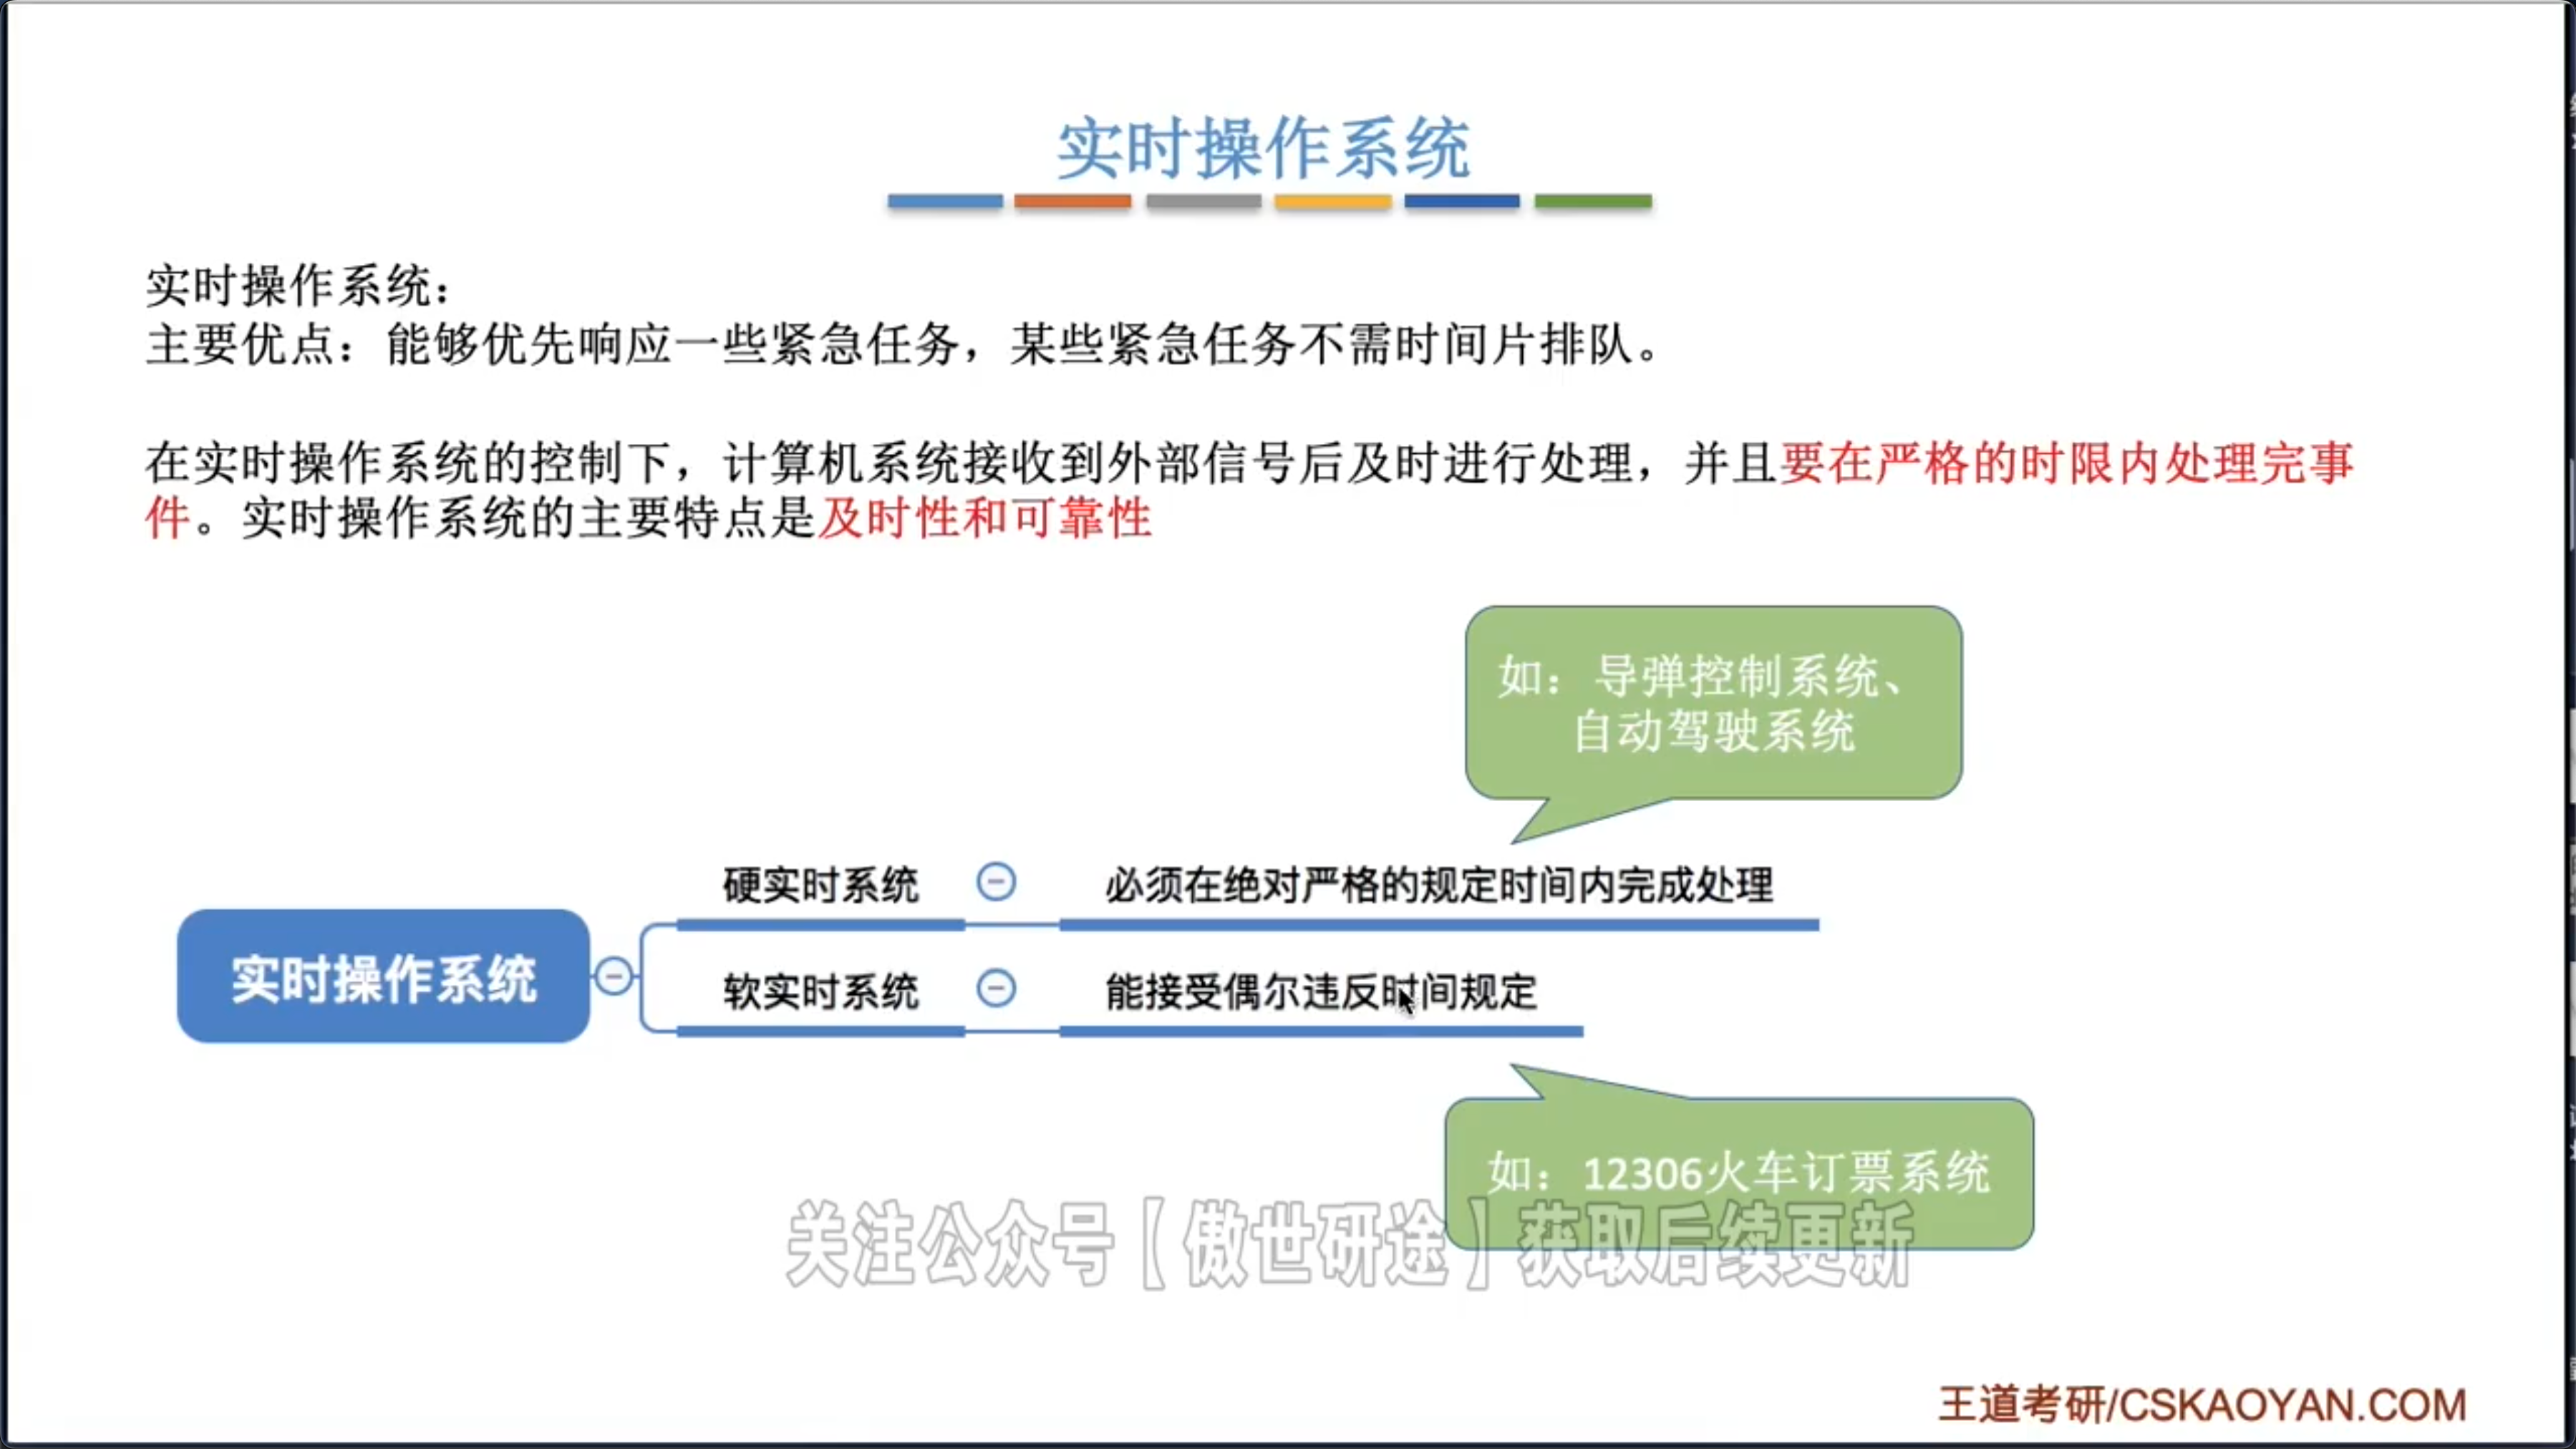 实时操作系统
实时操作系统：
主要优点：能够优先响应一些紧急任务，某些紧急任务不需时间片排队。
在实时操作系统的控制下，计算机系统接收到外部信号后及时进行处理，并且要在严格的时限内处理完事
件。实时操作系统的主要特点是及时性和可靠性
如：导弹控制系统、
自动驾驶系统
硬实时系统
必须在绝对严格的规定时间内完成处理
实时操作系统
软实时系统
能接受偶尔违反时间规定
如：12306火车订票系统
关注公众号【傲世研途】获取后续更新
王道考研/CSKAOYAN.COM